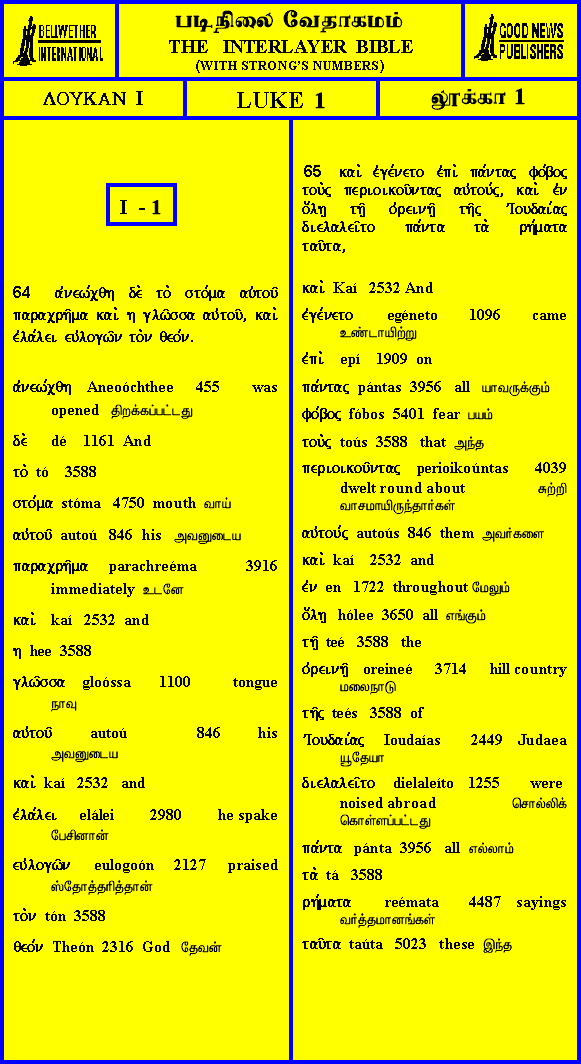 BELLWETHER
INTERNATIONAL
படிநிலை வேதாகமம்
THE INTERLAYER BIBLE
(WITH STRONG'S NUMBERS)
GOOD NEWS
PUBLISHERS
ΛΟΥΚΑΝ Ι
LUKE 1
லூக்கா 1
I - 1
64 ἀνεῴχθη δὲ τὸ στόμα αὐτοῦ
παραχρῆμα καὶ η γλῶσσα αὐτοῦ, καὶ
ἐλάλει εὐλογῶν τὸν θεόν.
ἀνεῴχθη Aneoóchthee 455 was
opened திறக்கப்பட்டது
δὲ dé 1161 And
τὸ tó 3588
στόμα stóma 4750 mouth வாய்
αὐτοῦ autoú 846 his அவனுடைய
παραχρῆμα parachreéma 3916
immediately உடனே
καὶ kaí 2532 and
η hee 3588
γλῶσσα gloóssa 1100 tongue
நாவு
αὐτοῦ autoú 846 his
அவனுடைய
καὶ kaí 2532 and
ἐλάλει elálei 2980 he spake
பேசினான்
εὐλογῶν eulogoón 2127 praised
ஸ்தோத்தரித்தான்
τὸν tón 3588
θεόν Theón 2316 God தேவன்
65 καὶ ἐγένετο ἐπὶ πάντας φόβος
τοὺς περιοικοῦντας αὐτούς, καὶ ἐν
ὅλῃ τῇ ὀρεινῇ τῆς Ἰουδαίας
διελαλεῖτο πάντα τὰ ρήματα
ταῦτα,
καὶ Kaí 2532 And
ἐγένετο egéneto 1096 came
உண்டாயிற்று
ἐπὶ epí 1909 on
πάντας pántas 3956 all யாவருக்கும்
φόβος fóbos 5401 fear பயம்
τοὺς toús 3588 that அந்த
περιοικοῦντας perioikoúntas 4039
dwelt round about சுற்றி
வாசமாயிருந்தார்கள்
αὐτούς autoús 846 them அவர்களை
καὶ kaí 2532 and
ἐν en 1722 throughout மேலும்
ὅλῃ hólee 3650 all எங்கும்
τῇ teé 3588 the
ὀρεινῇ oreineé 3714 hill country
மலைநாடு
τῆς teés 3588 of
Ἰουδαίας Ioudaías 2449 Judaea
யூதேயா
διελαλεῖτο dielaleíto 1255 were
noised abroad சொல்லிக்
கொள்ளப்பட்டது
πάντα pánta 3956 all எல்லாம்
τὰ tá 3588
ρήματα reémata 4487 sayings
வர்த்தமானங்கள்
ταῦτα taúta 5023 these இந்த